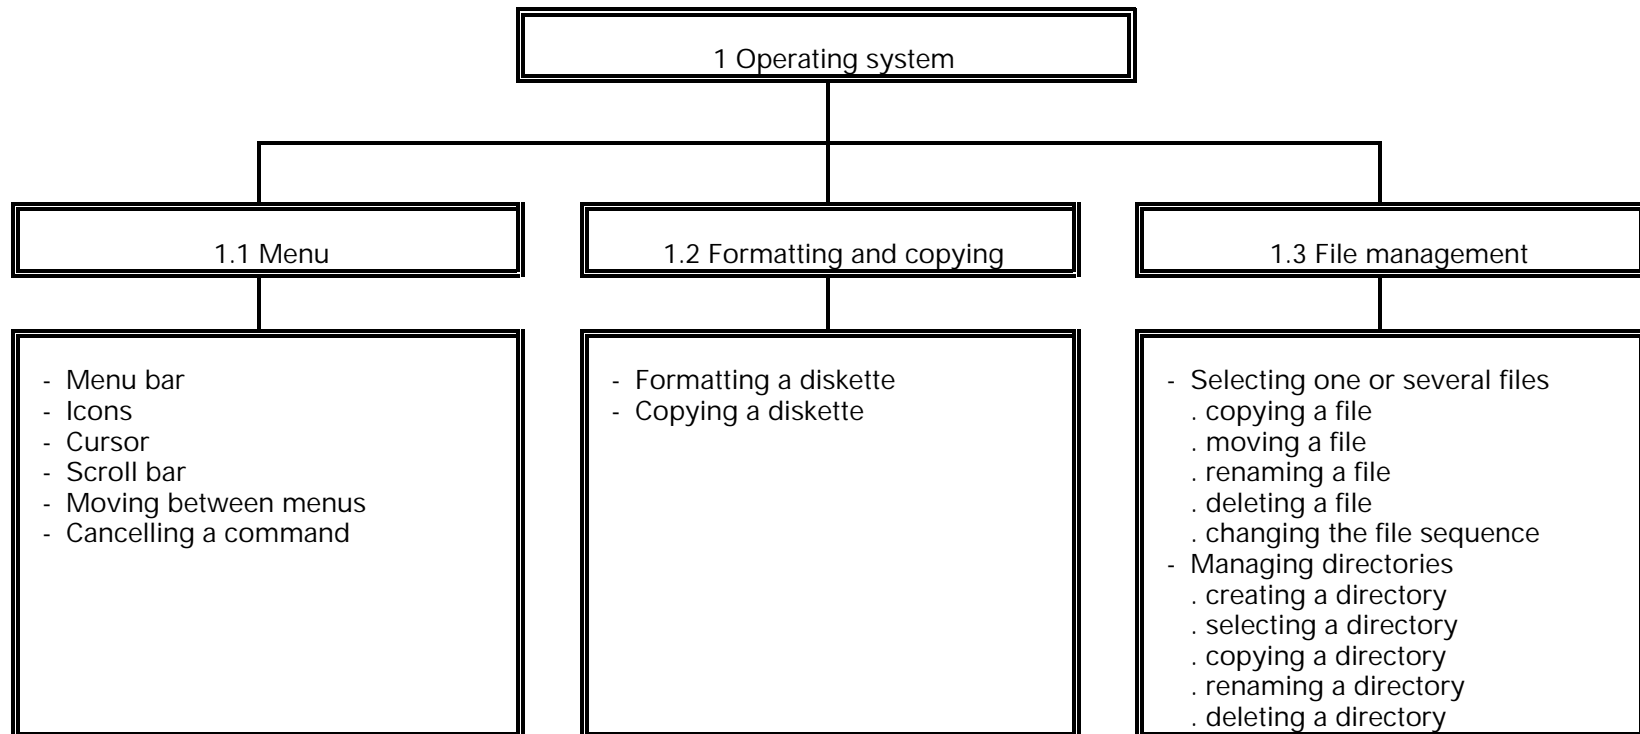 1 Operating system
1.1 Menu
1.2 Formatting and copying
1.3 File management
- Menu bar
- Icons
- Cursor
- Scroll bar
- Moving between menus
- Cancelling a command
- Formatting a diskette
- Copying a diskette
- Selecting one or several files
. copying a file
. moving a file
. renaming a file
. deleting a file
. changing the file sequence
- Managing directories
. creating a directory
. selecting a directory
. copying a directory
. renaming a directory
. deleting a directory